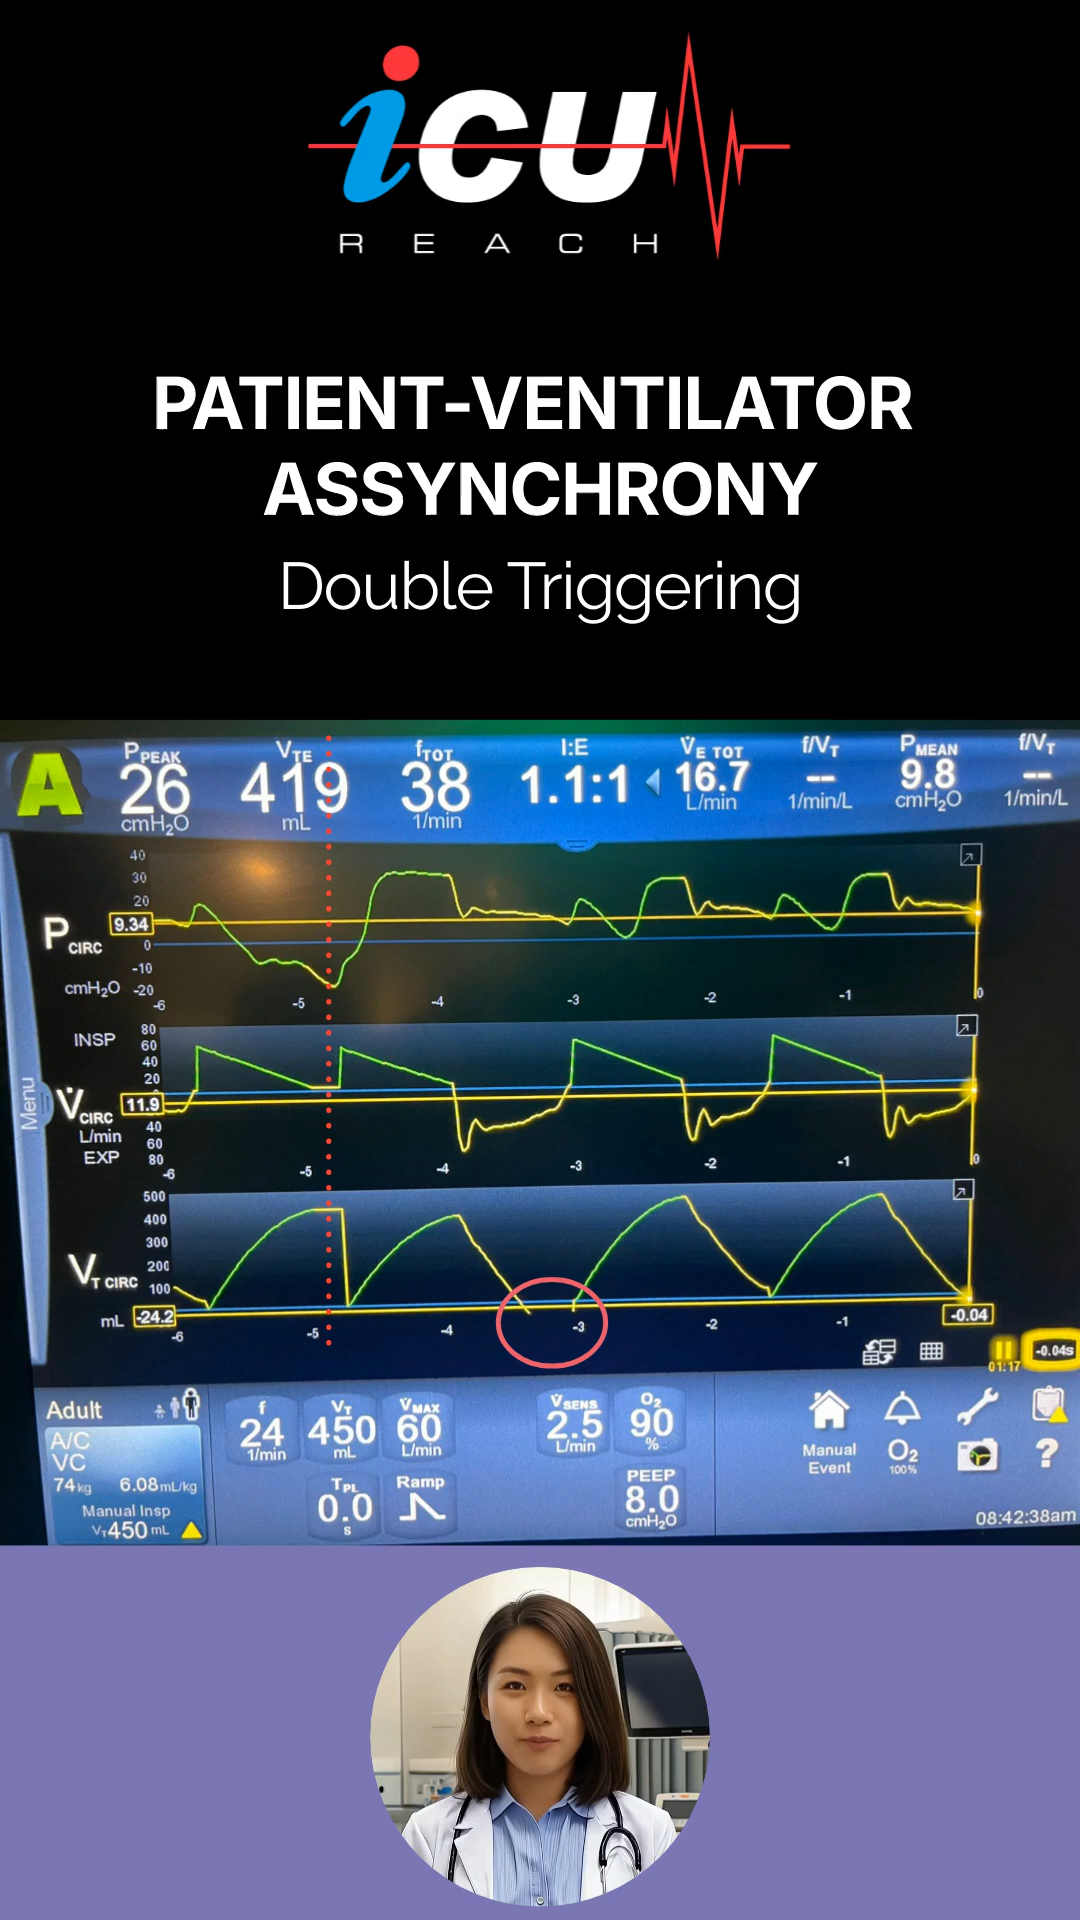 iCU
REACH
PATIENT-VENTILATOR
ASSYNCHRONY
Double Triggering
A
PPEAK 26 cmH2O
VTE 419 mL
fTOT 38 1/min
I:E 1.1:1
V̇E TOT 16.7 L/min
f/VT -- 1/min/L
PMEAN 9.8 cmH2O
f/VT -- 1/min/L
40
30
20
9.34
PCIRC
0
-10
cmH2O -20
-6 -5 -4 -3 -2 -1 0
INSP 80
60
40
20
V̇CIRC 11.9
L/min 40
60
EXP 80
-6 -5 -4 -3 -2 -1 0
Menu
500
400
300
200
VT CIRC 100
mL -24.2
-0.04
-6 -5 -4 -3 -2 -1
01:17
-0.04s
Adult
A/C
VC
74kg 6.08mL/kg
Manual Insp
VT450 mL
f 24 1/min
VT 450 mL
V̇MAX 60 L/min
V̇SENS 2.5 L/min
O2 90 %
TPL 0.0 s
Ramp
PEEP 8.0 cmH2O
Manual
Event
O2
100%
?
08:42:38am